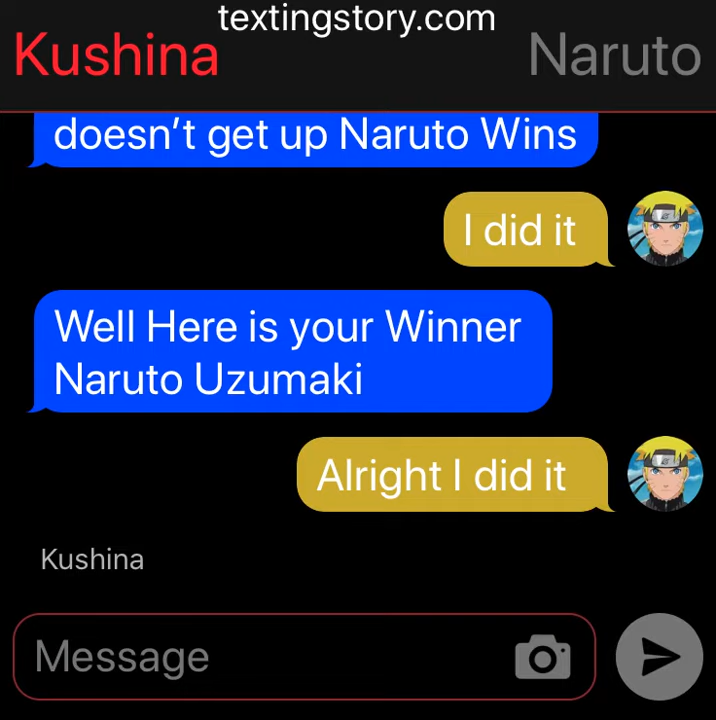 textingstory.com
Kushina
Naruto
doesn't get up Naruto Wins
I did it
Well Here is your Winner
Naruto Uzumaki
Alright I did it
Kushina
Message